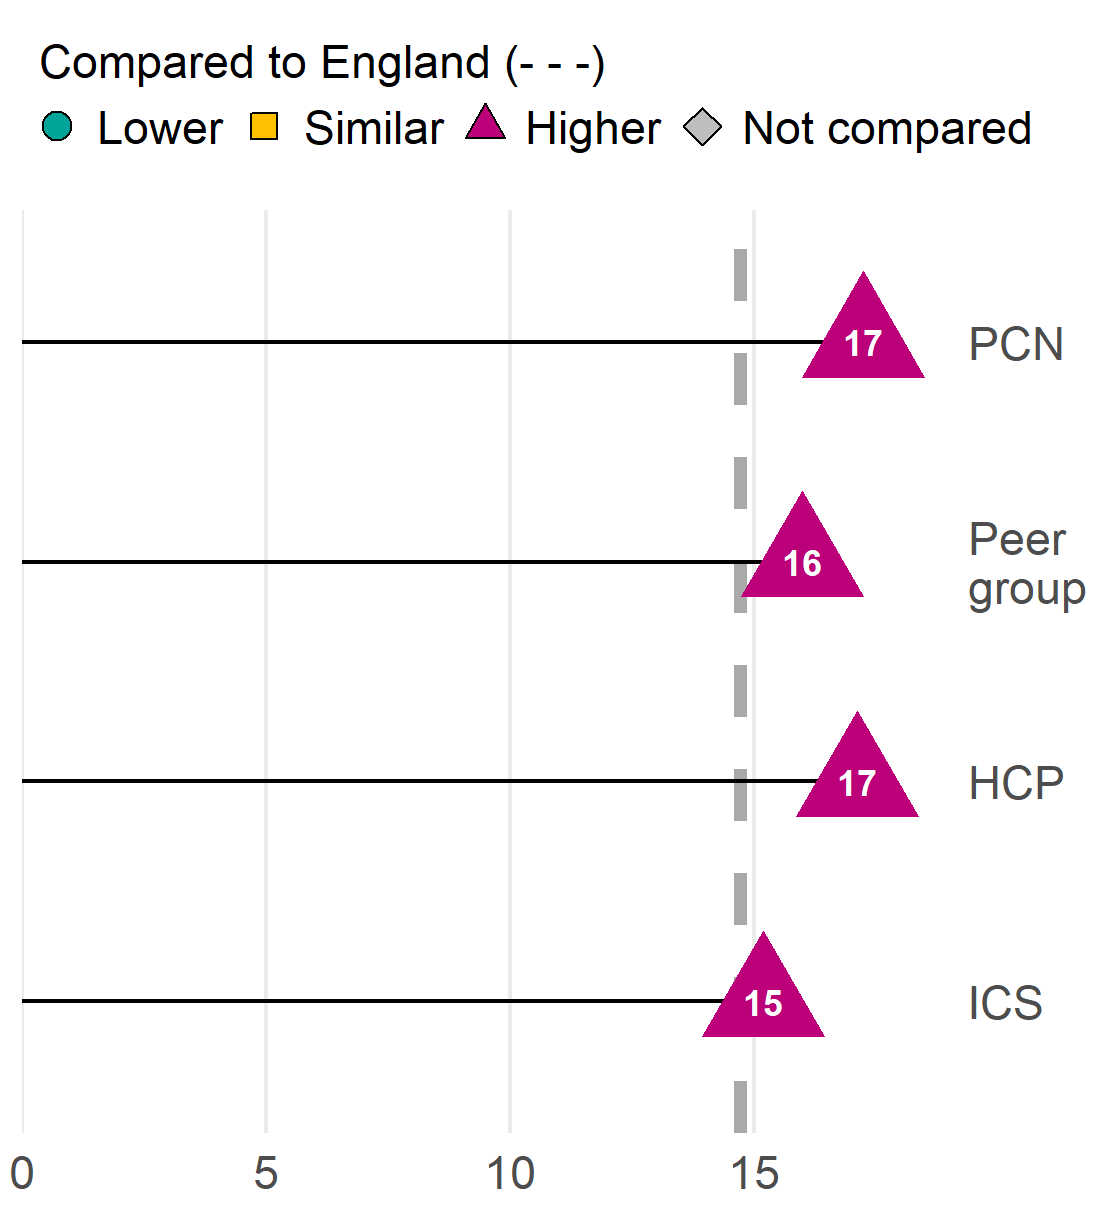 Compared to England (- - -)
Lower Similar Higher Not compared
17 PCN
16 Peer
group
17 HCP
15 ICS
0 5 10 15